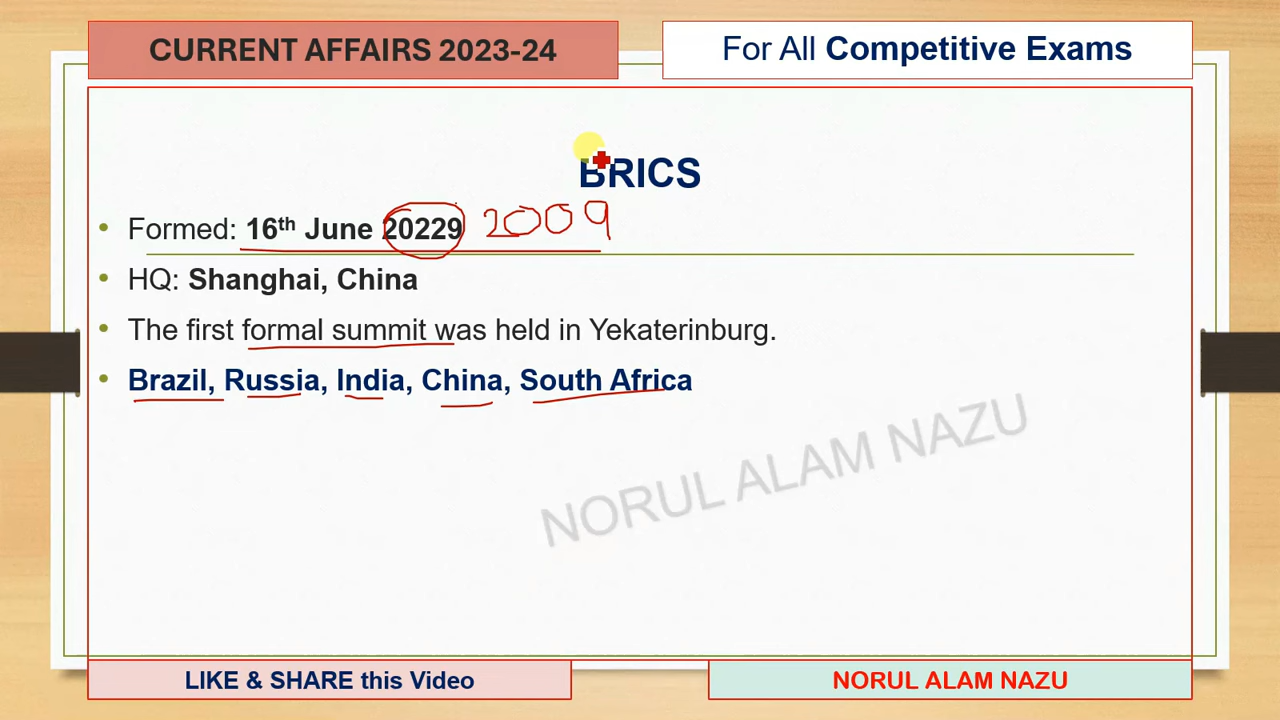 CURRENT AFFAIRS 2023-24
For All Competitive Exams
BRICS
• Formed: 16th June 20229 2009
• HQ: Shanghai, China
• The first formal summit was held in Yekaterinburg.
• Brazil, Russia, India, China, South Africa
NORUL ALAM NAZU
LIKE & SHARE this Video
NORUL ALAM NAZU